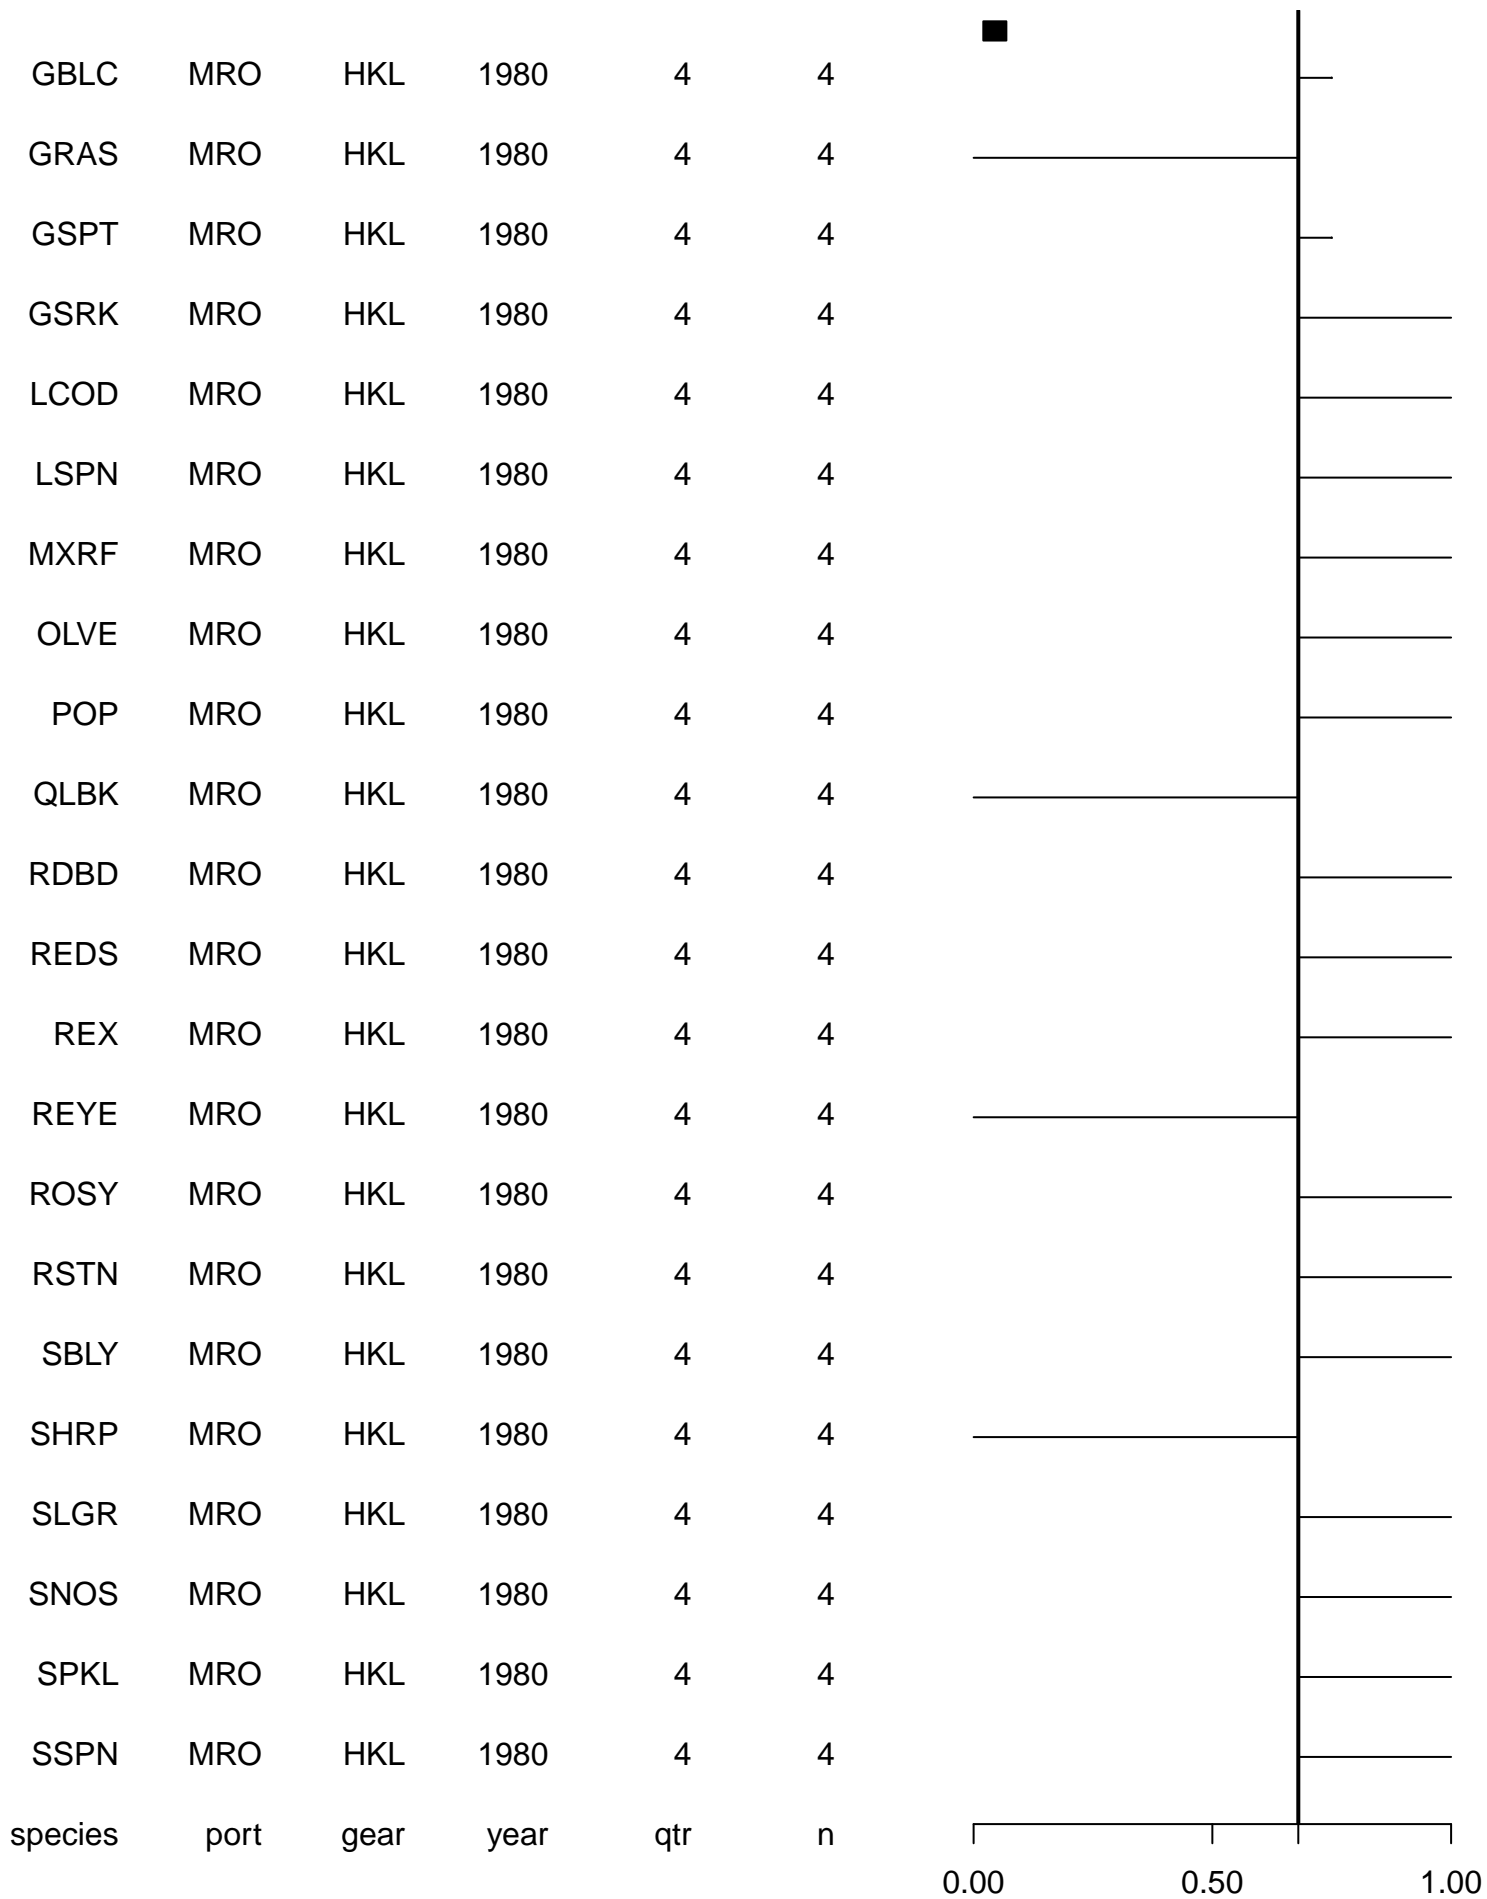 GBLC MRO HKL 1980 4 4
GRAS MRO HKL 1980 4 4
GSPT MRO HKL 1980 4 4
GSRK MRO HKL 1980 4 4
LCOD MRO HKL 1980 4 4
LSPN MRO HKL 1980 4 4
MXRF MRO HKL 1980 4 4
OLVE MRO HKL 1980 4 4
POP MRO HKL 1980 4 4
QLBK MRO HKL 1980 4 4
RDBD MRO HKL 1980 4 4
REDS MRO HKL 1980 4 4
REX MRO HKL 1980 4 4
REYE MRO HKL 1980 4 4
ROSY MRO HKL 1980 4 4
RSTN MRO HKL 1980 4 4
SBLY MRO HKL 1980 4 4
SHRP MRO HKL 1980 4 4
SLGR MRO HKL 1980 4 4
SNOS MRO HKL 1980 4 4
SPKL MRO HKL 1980 4 4
SSPN MRO HKL 1980 4 4
species port gear year qtr n
0.00 0.50 1.00